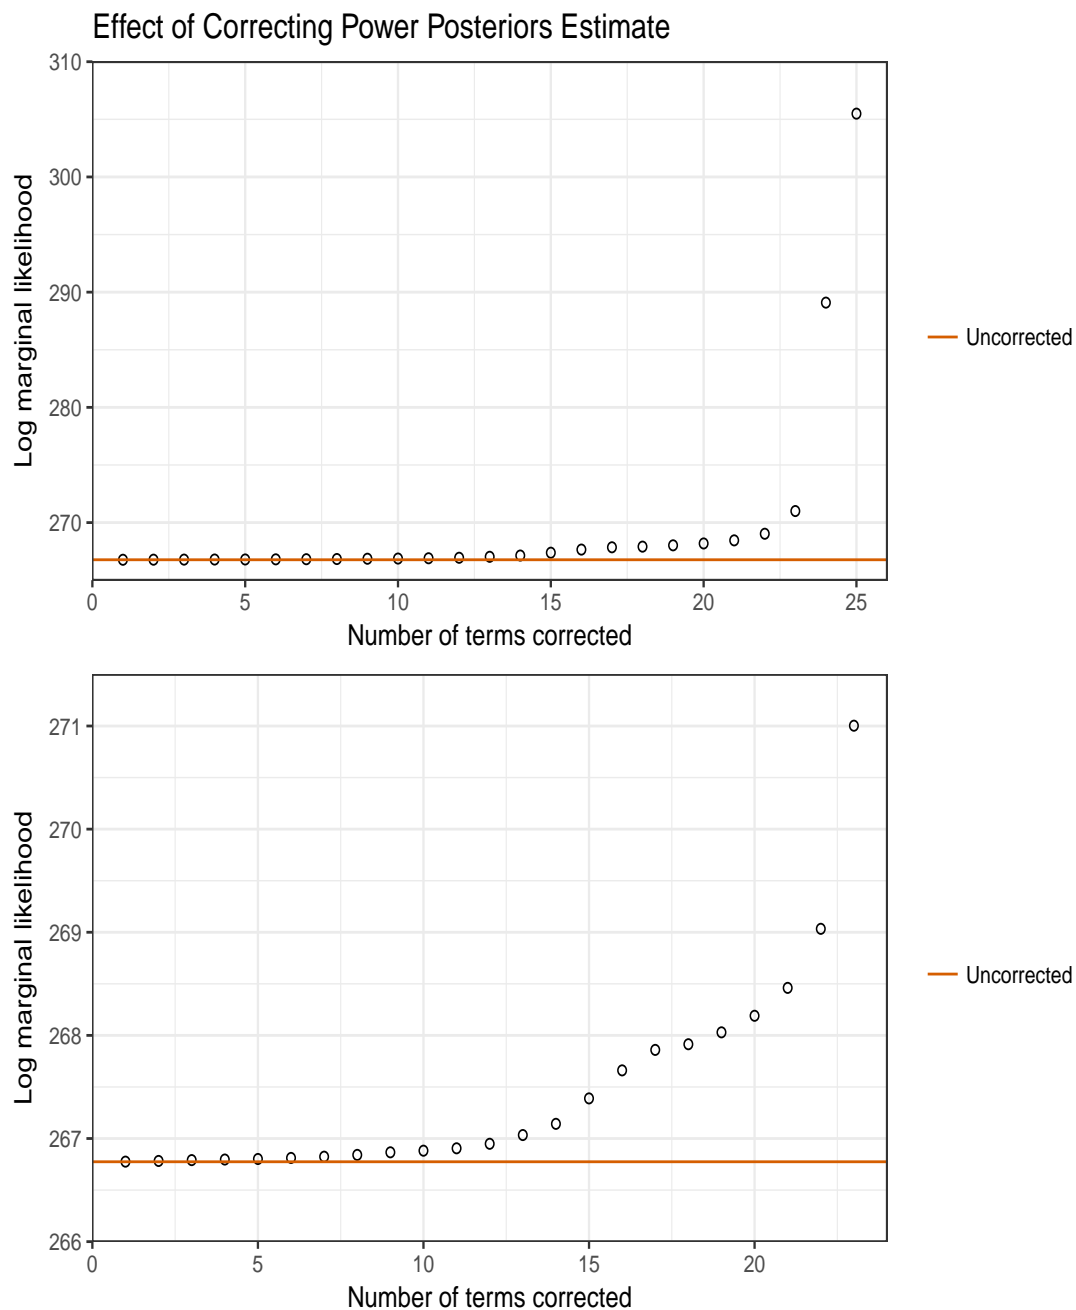 Effect of Correcting Power Posteriors Estimate
310
300
290
280
270
Log marginal likelihood
0 5 10 15 20 25
Number of terms corrected
Uncorrected
271
270
269
268
267
266
Log marginal likelihood
0 5 10 15 20
Number of terms corrected
Uncorrected